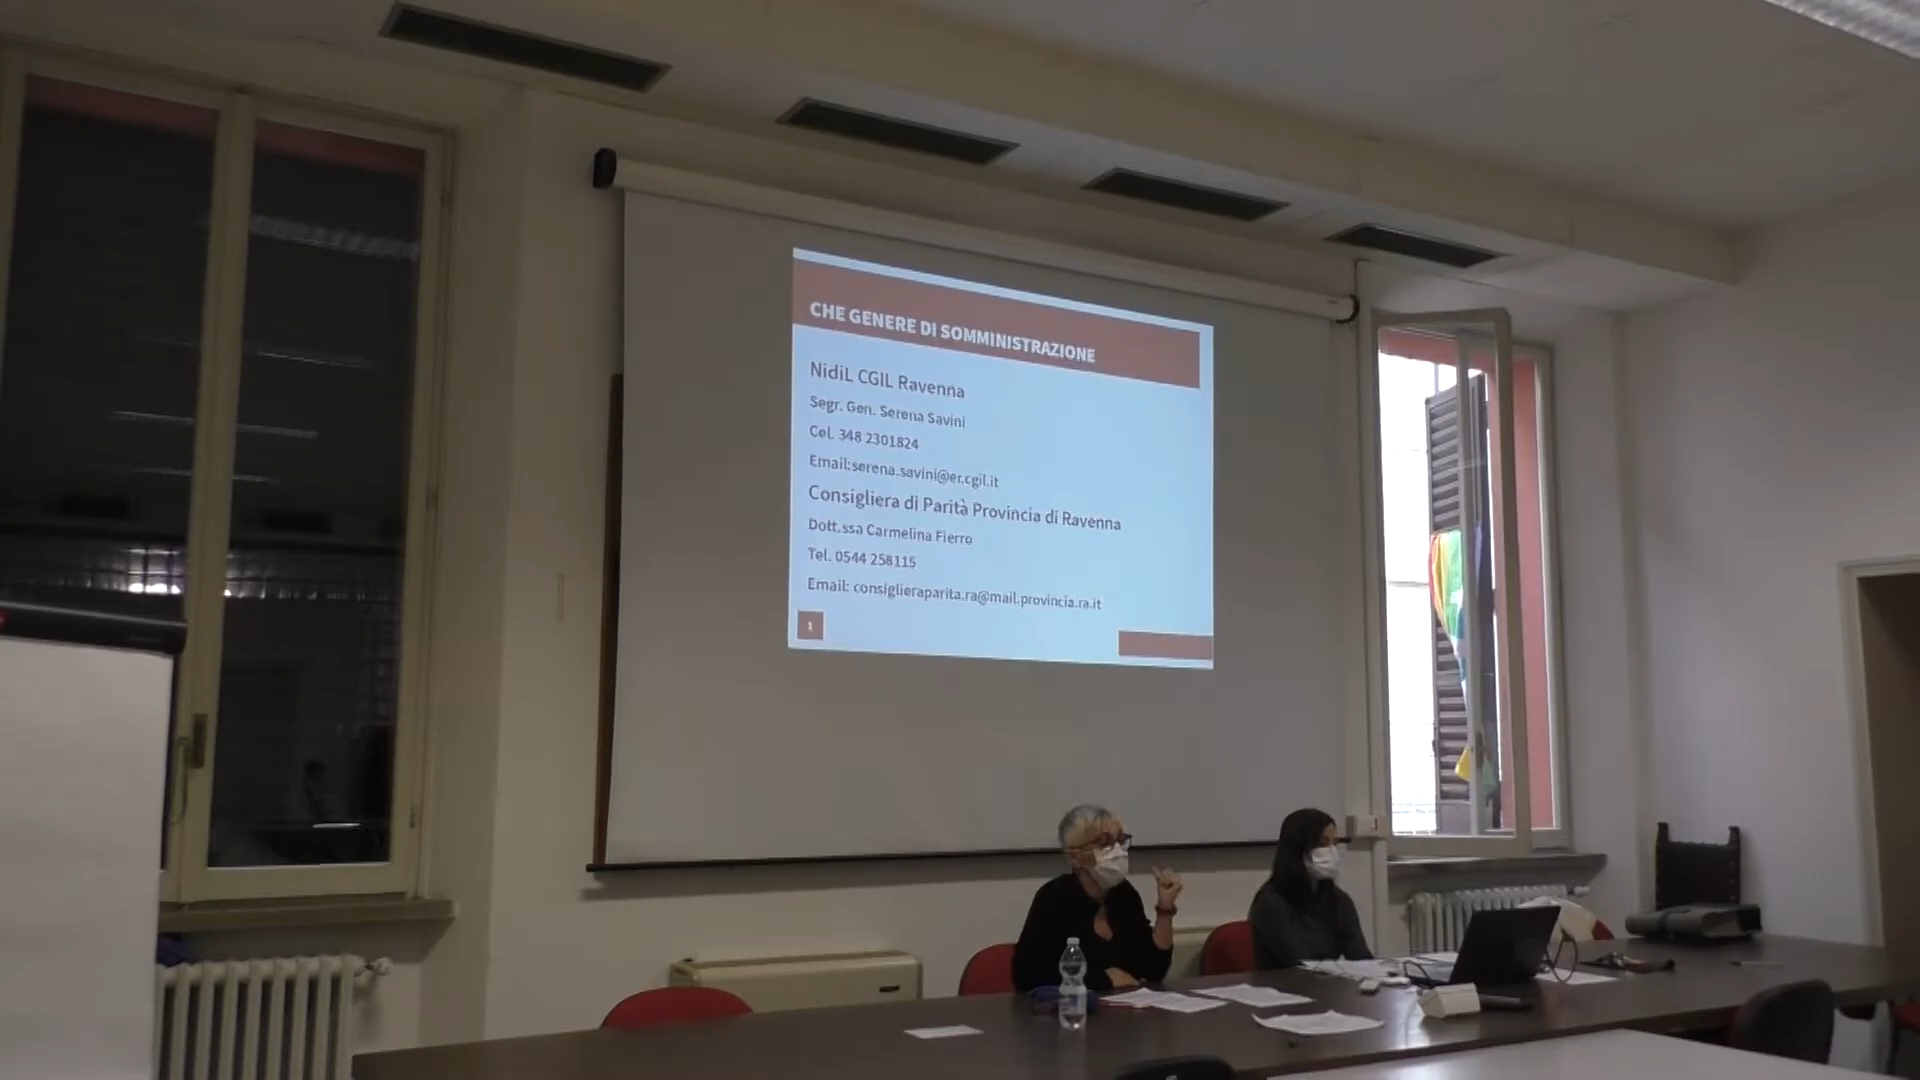 CHE GENERE Di SOMMINISTRAZIONE
NidiL CGIL Ravenna
Segr. Gen. Serena Savini
Cel. 348 2301824
Email:serena.savini@er.cgil.it
Consigliera di Parità Provincia di Ravenna
Dott.ssa Carmelina Fierro
Tel. 0544 258115
Email: consiglieraparita.ra@mail.provincia.ra.it
1